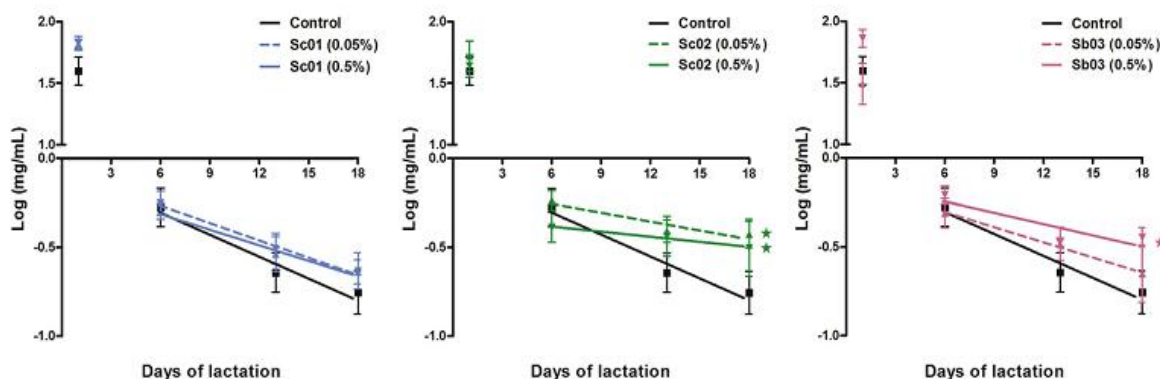 Log (mg/mL)
2.0
1.5
1.0
0.0
-0.5
-1.0
3 6 9 12 15 18
Control
Sc01 (0.05%)
Sc01 (0.5%)
Days of lactation
Log (mg/mL)
2.0
1.5
1.0
0.0
-0.5
-1.0
3 6 9 12 15 18
Control
Sc02 (0.05%)
Sc02 (0.5%)
Days of lactation
Log (mg/mL)
2.0
1.5
1.0
0.0
-0.5
-1.0
3 6 9 12 15 18
Control
Sb03 (0.05%)
Sb03 (0.5%)
Days of lactation